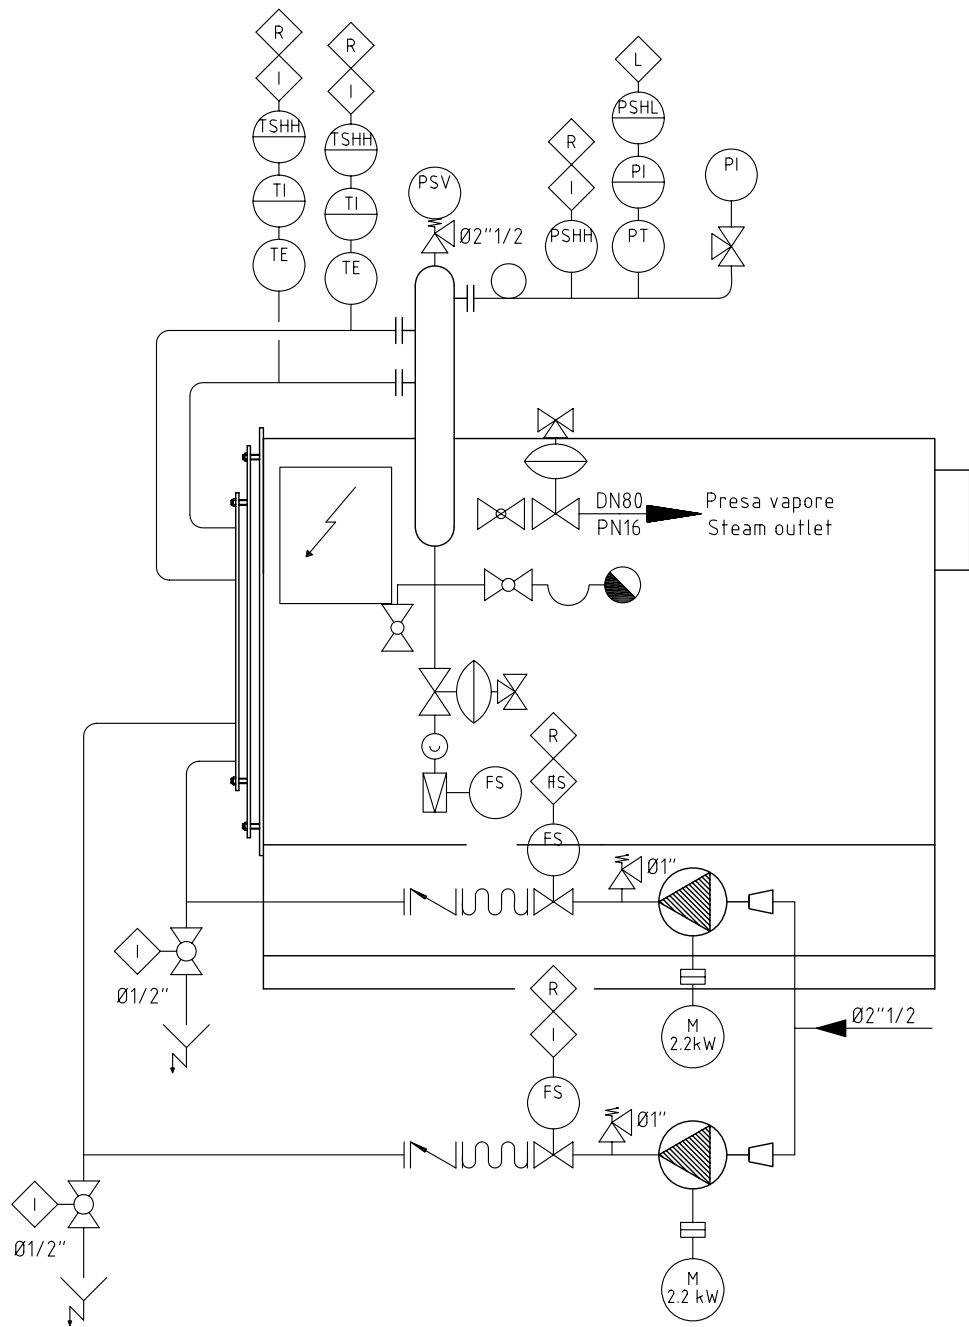 R
R
L
I
I
PSHL
TSHH
TSHH
R
PI
PI
TI
TI
PSV
I
Ø2"1/2
PSHH
PT
TE
TE
DN80
PN16
Presa vapore
Steam outlet
R
FS
FS
Ø1"
I
Ø1/2"
R
Ø2"1/2
I
M
2.2kW
FS
Ø1"
I
Ø1/2"
M
2.2 kW